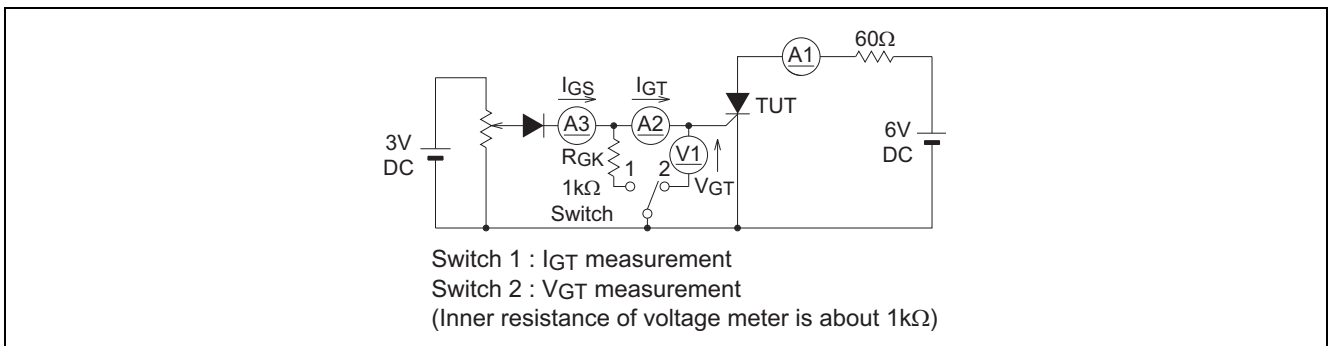 A1
60Ω
IGS
IGT
TUT
A3
A2
3V
DC
RGK
1
2
V1
6V
DC
1kΩ
VGT
Switch
Switch 1 : IGT measurement
Switch 2 : VGT measurement
(Inner resistance of voltage meter is about 1kΩ)